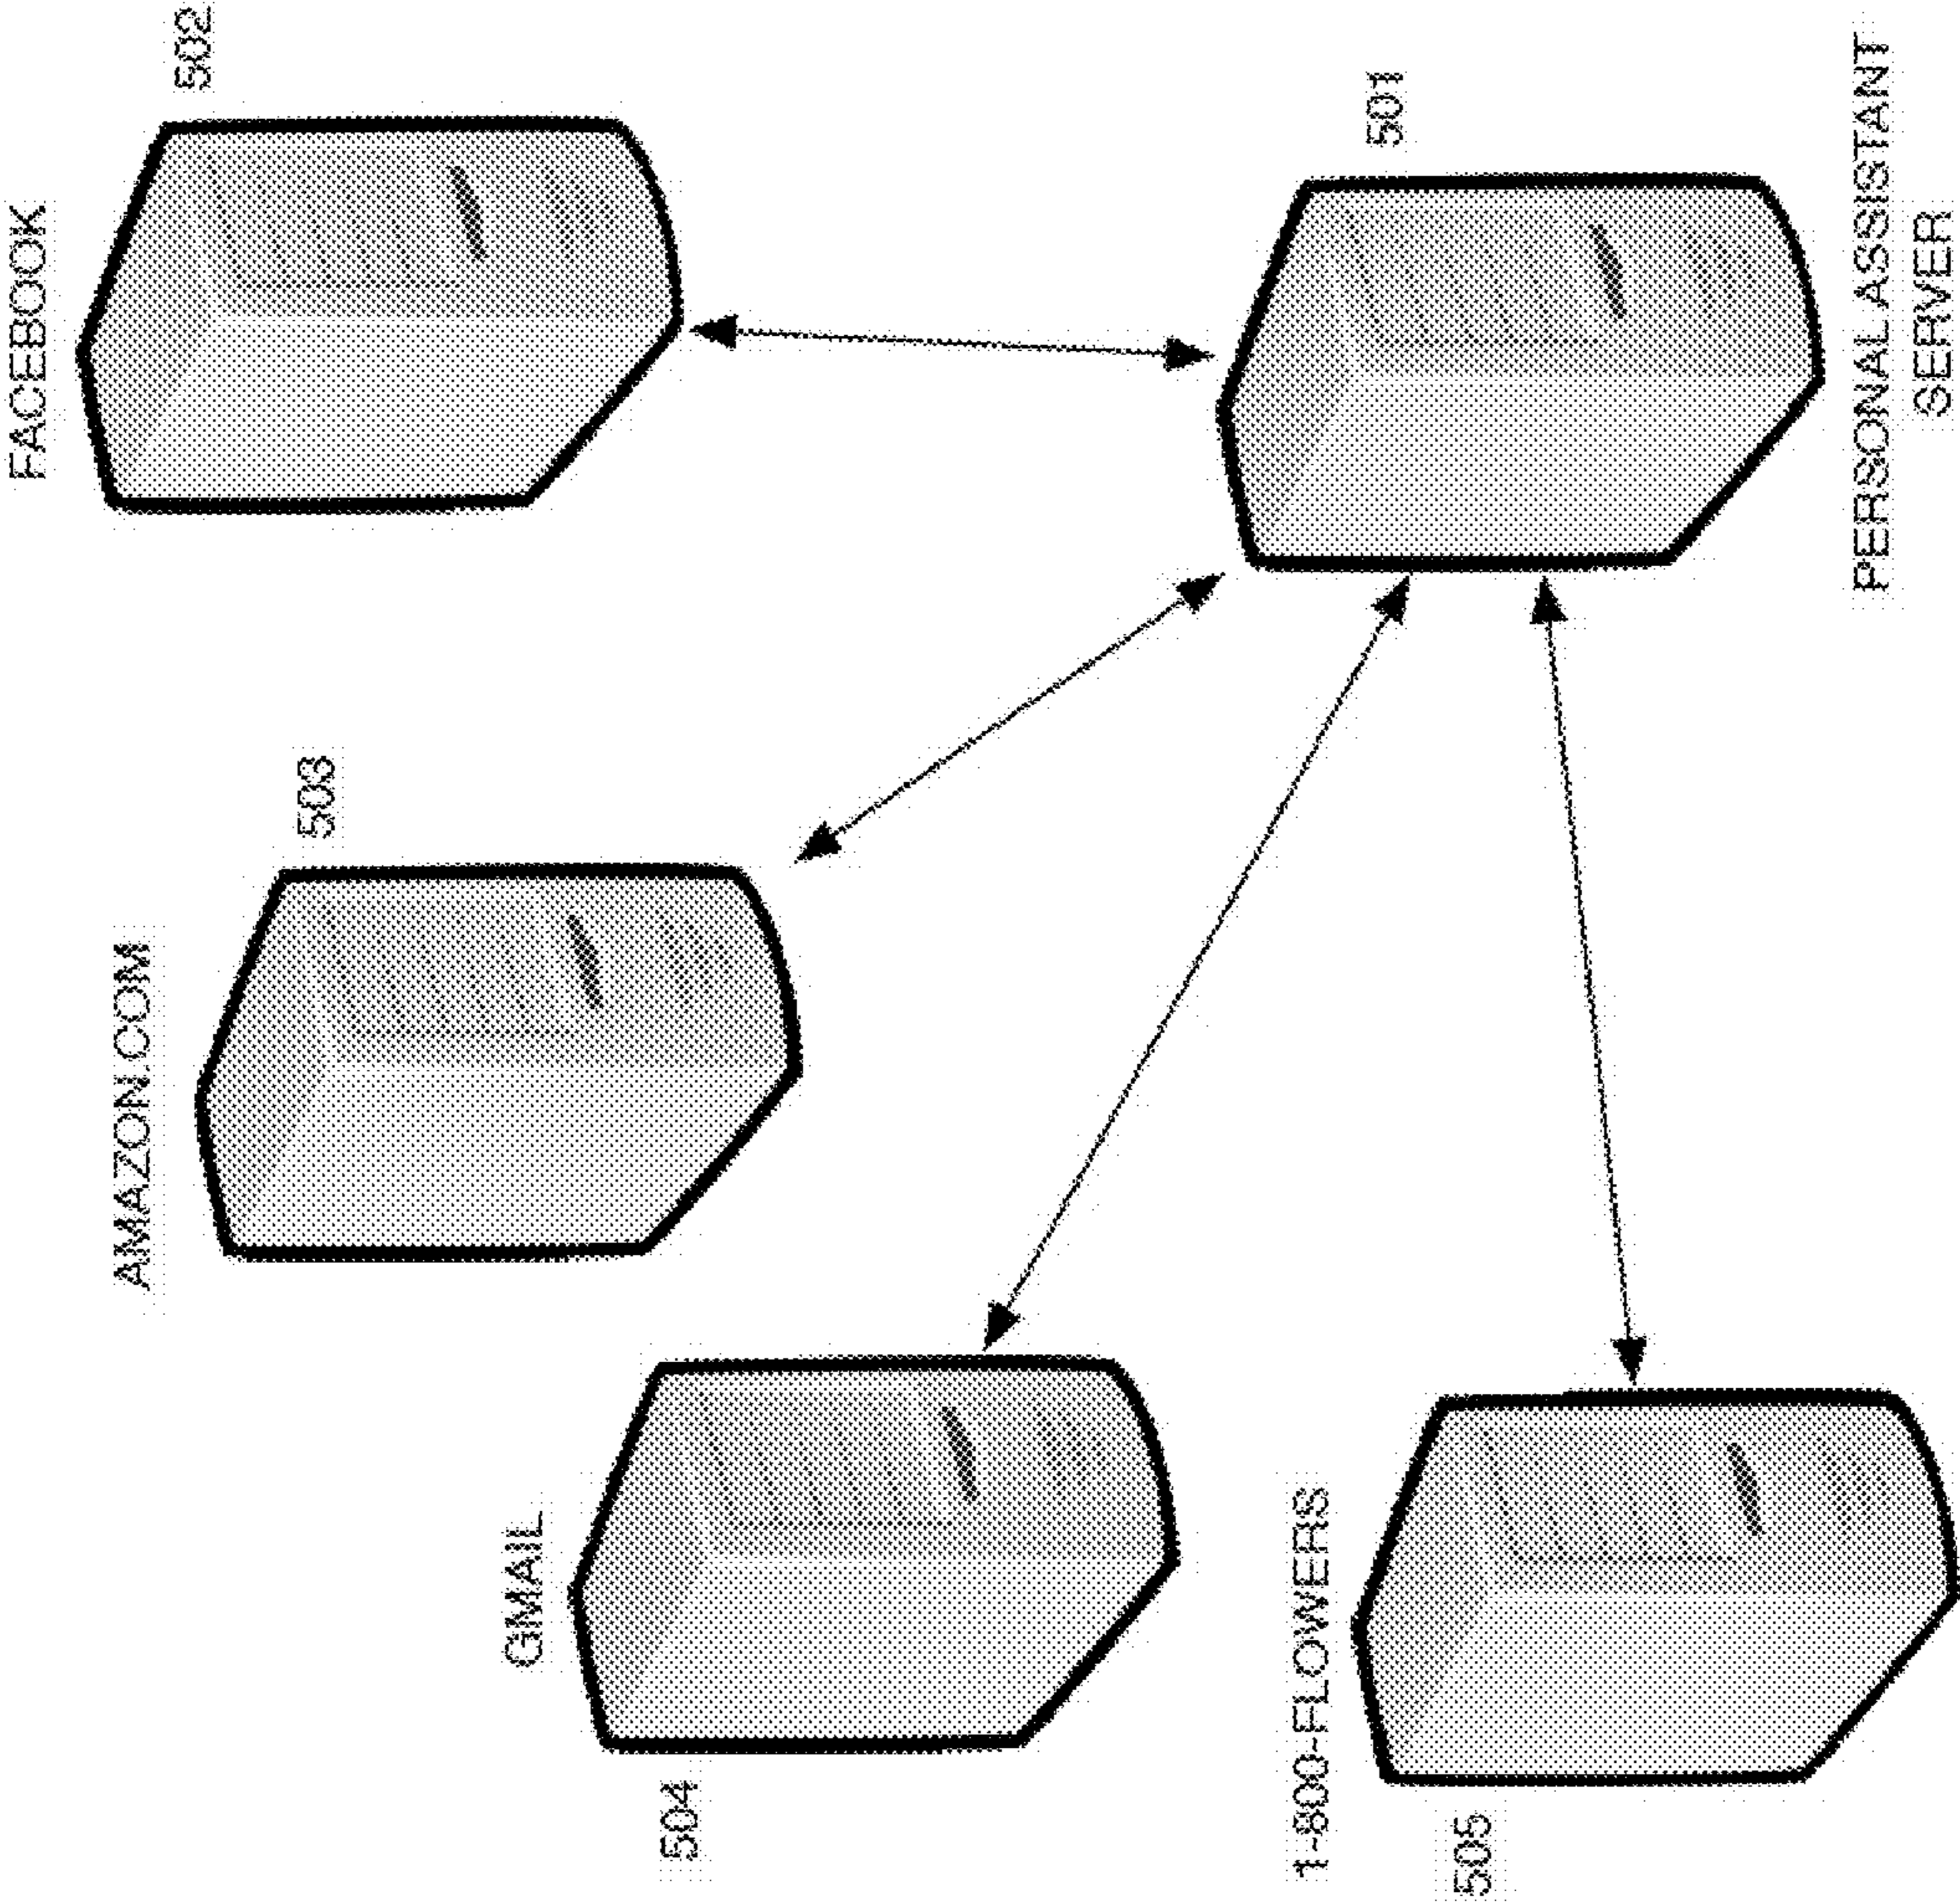 FACEBOOK
502
AMAZON.COM
503
GMAIL
504
1-800-FLOWERS
505
501
PERSONAL ASSISTANT
SERVER